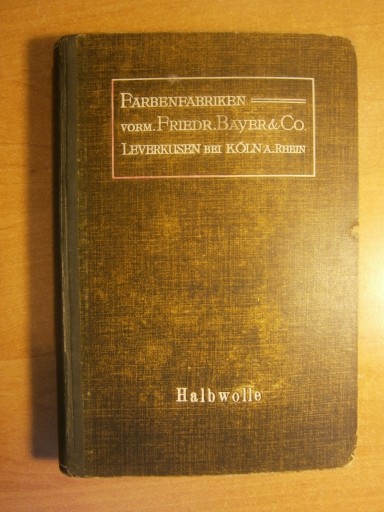 FARBENFABRIKEN
VORM. FRIEDR. BAYER & CO.
LEVERKUSEN BEI KÖLN A. RHEIN
Halbwolle